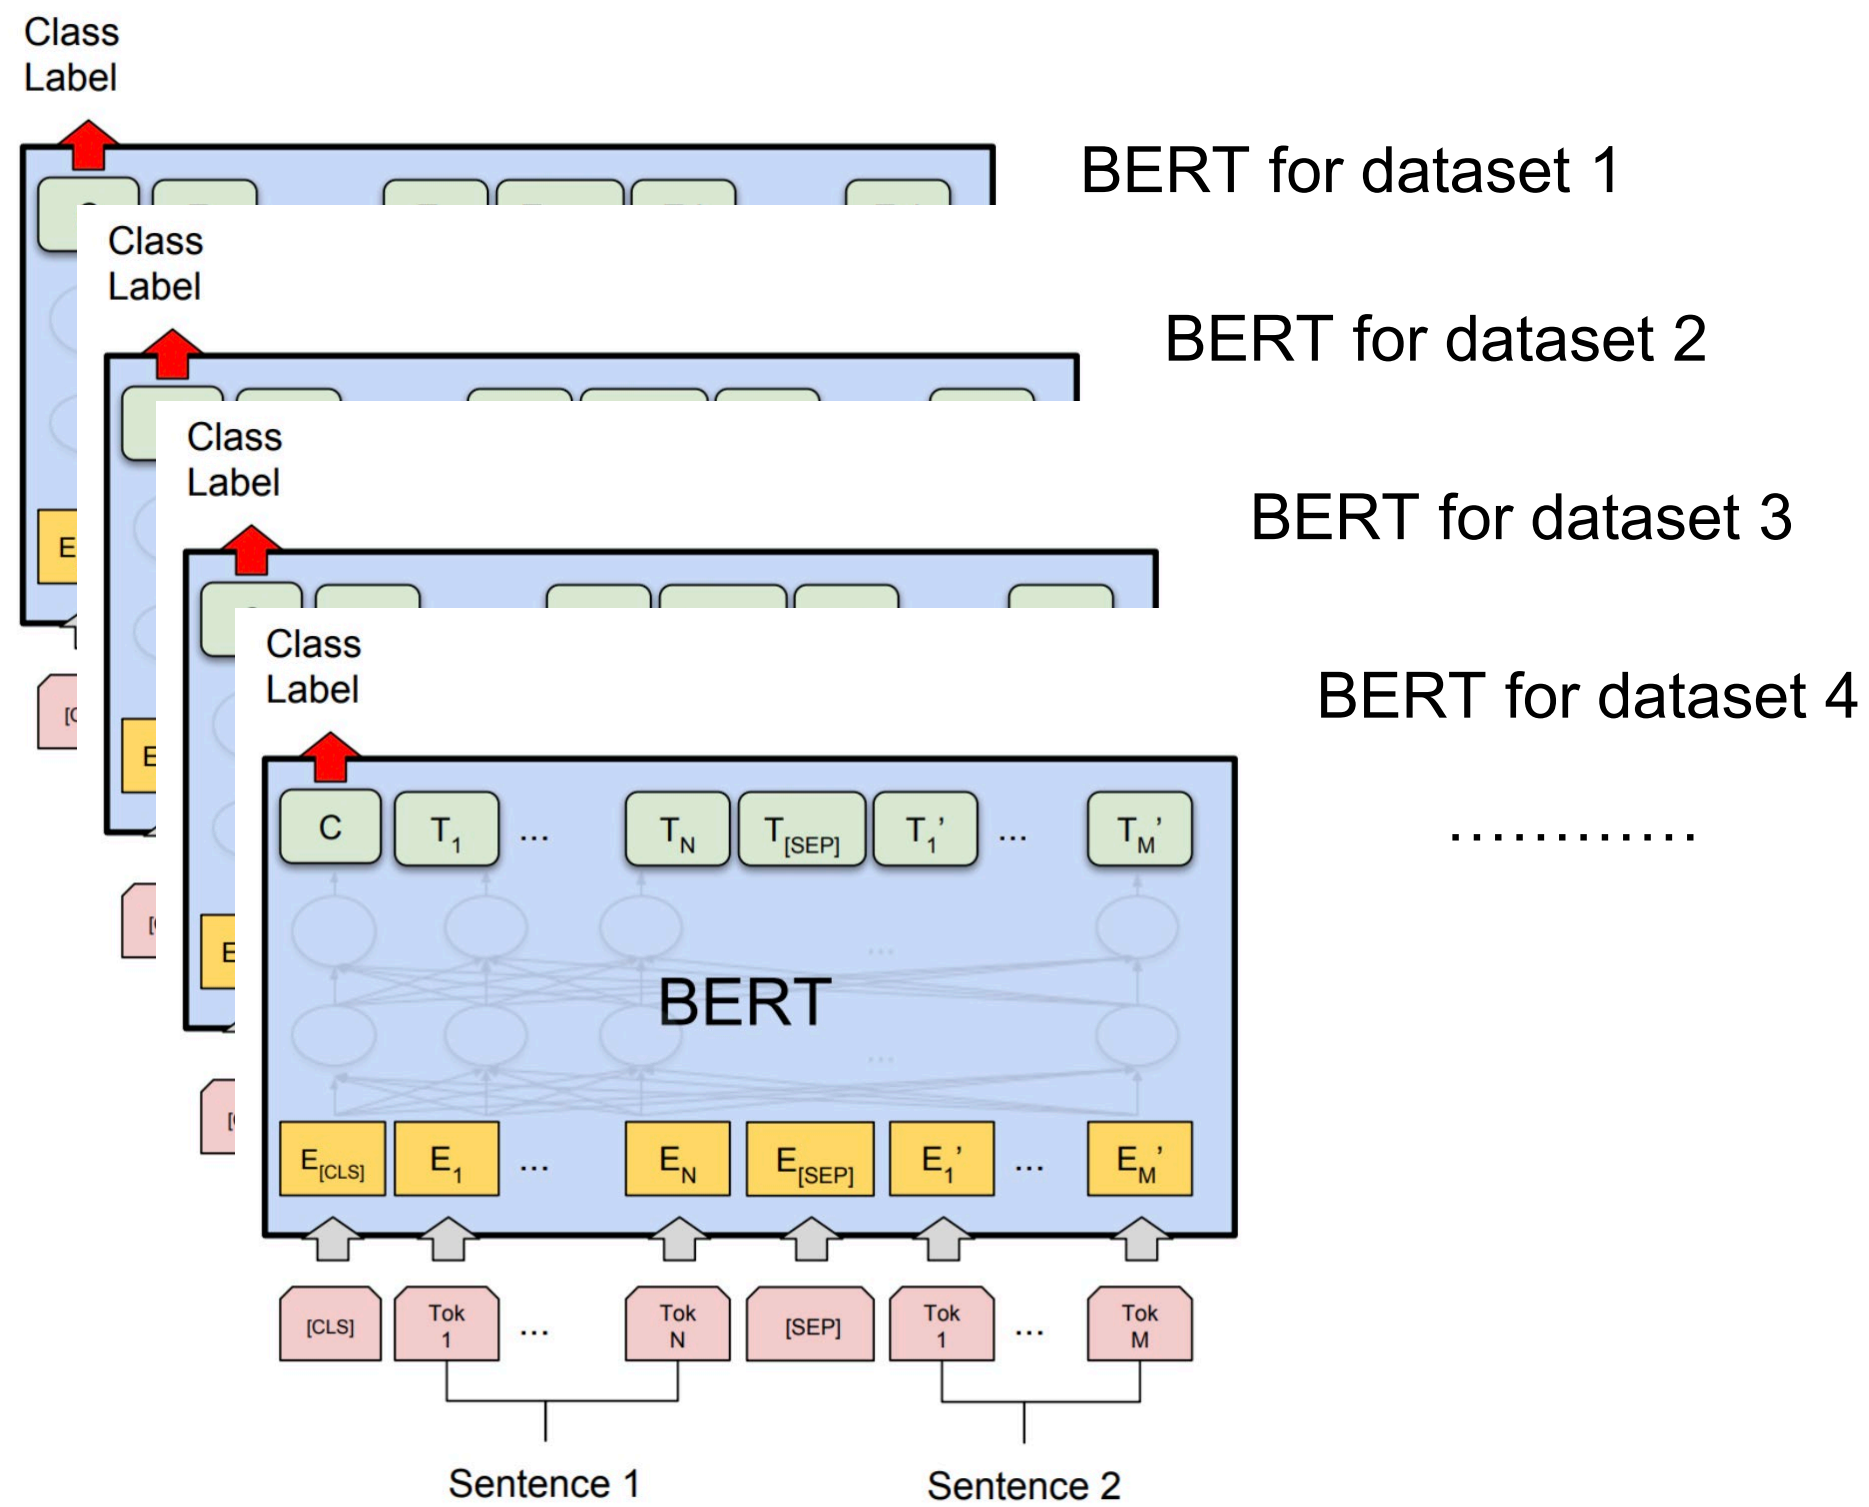 Class
Label
BERT for dataset 1
E
Class
Label
BERT for dataset 2
E
Class
Label
BERT for dataset 3
E
Class
Label
BERT for dataset 4
C T1 ... TN T[SEP] T1’ ... TM’
............
...
BERT
...
E[CLS] E1 ... EN E[SEP] E1’ ... EM’
[CLS] Tok 1 ... Tok N [SEP] Tok 1 ... Tok M
Sentence 1 Sentence 2